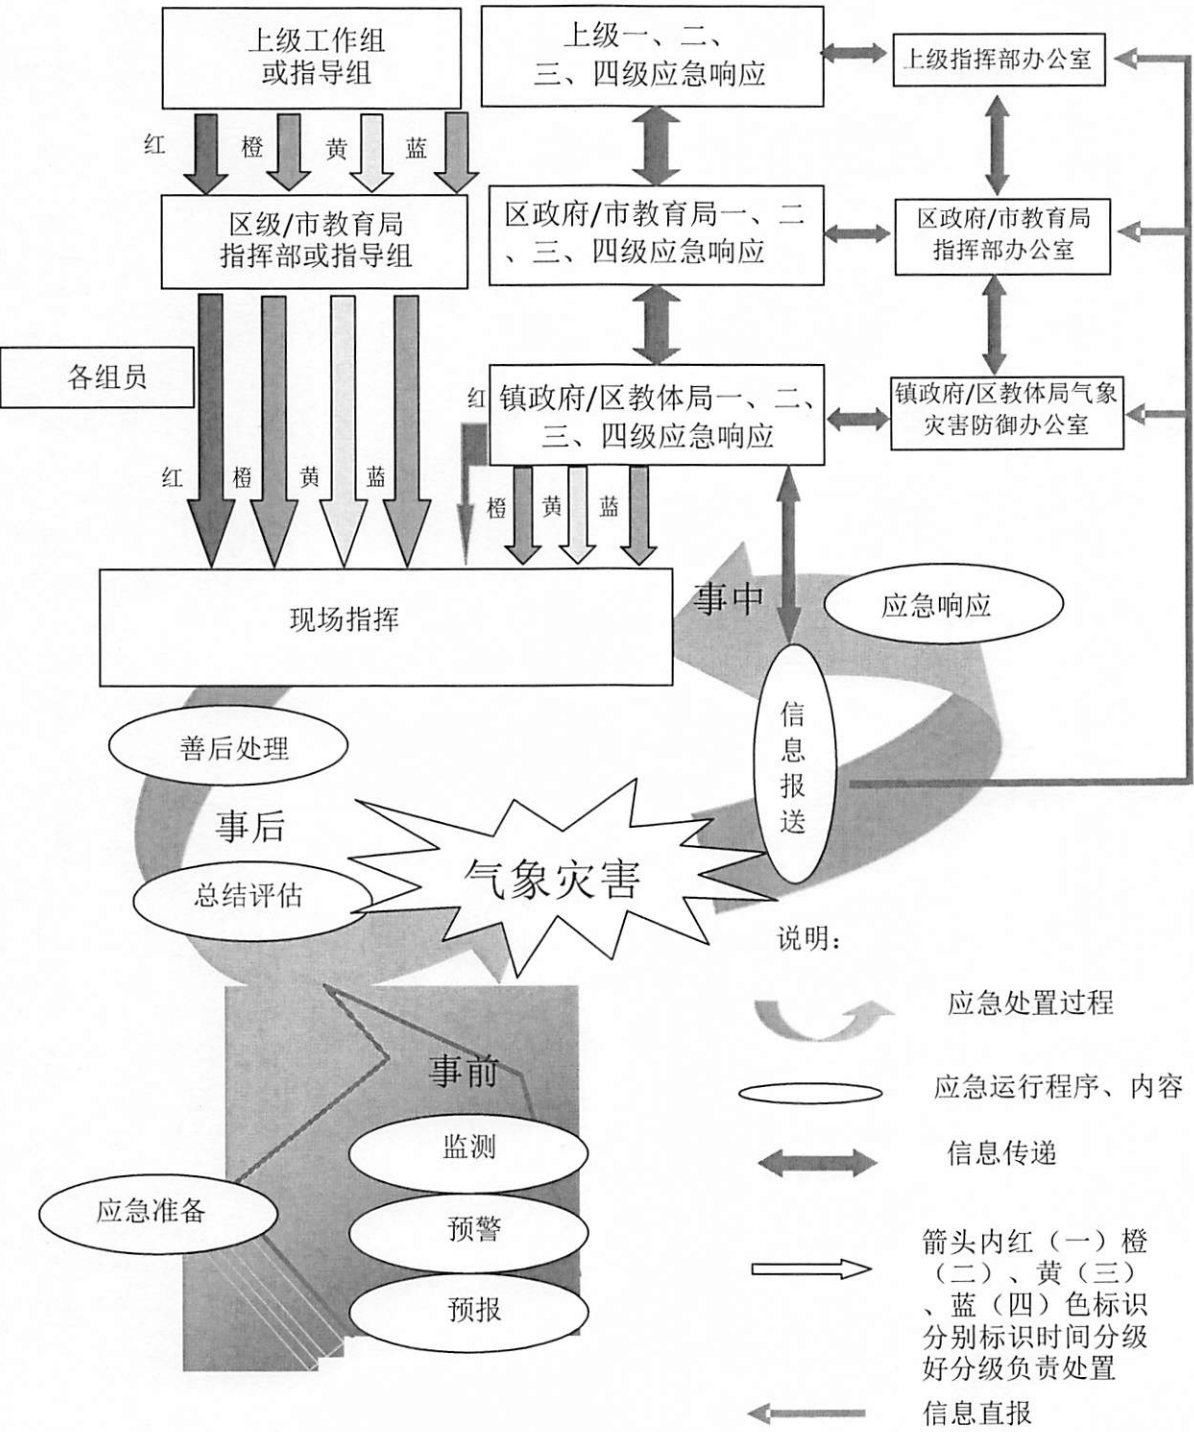 上级工作组
或指导组
上级一、二、
三、四级应急响应
上级指挥部办公室
红
橙
黄
蓝
区级/市教育局
指挥部或指导组
区政府/市教育局一、二
、三、四级应急响应
区政府/市教育局
指挥部办公室
各组员
红
镇政府/区教体局一、二、
三、四级应急响应
镇政府/区教体局气象
灾害防御办公室
红
橙
黄
蓝
橙
黄
蓝
现场指挥
事中
应急响应
信
息
报
送
善后处理
事后
总结评估
气象灾害
说明：
应急处置过程
事前
应急运行程序、内容
监测
信息传递
应急准备
预警
预报
箭头内红（一）橙
（二）、黄（三）
、蓝（四）色标识
分别标识时间分级
好分级负责处置
信息直报